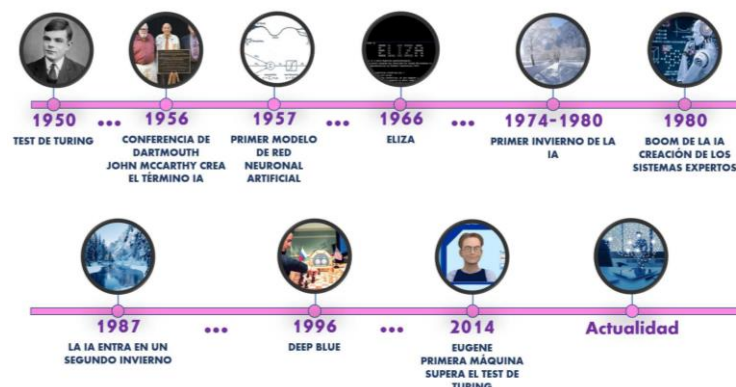 ELIZA
1950 ... 1956 1957 ... 1966 ... 1974-1980 1980
TEST DE TURING
CONFERENCIA DE
DARTMOUTH
JOHN MCCARTHY CREA
EL TÉRMINO IA
PRIMER MODELO
DE RED
NEURONAL
ARTIFICIAL
ELIZA
PRIMER INVIERNO DE LA
IA
BOOM DE LA IA
CREACIÓN DE LOS
SISTEMAS EXPERTOS
1987 ... 1996 ... 2014 Actualidad
LA IA ENTRA EN UN
SEGUNDO INVIERNO
DEEP BLUE
EUGENE
PRIMERA MÁQUINA
SUPERA EL TEST DE
TURING